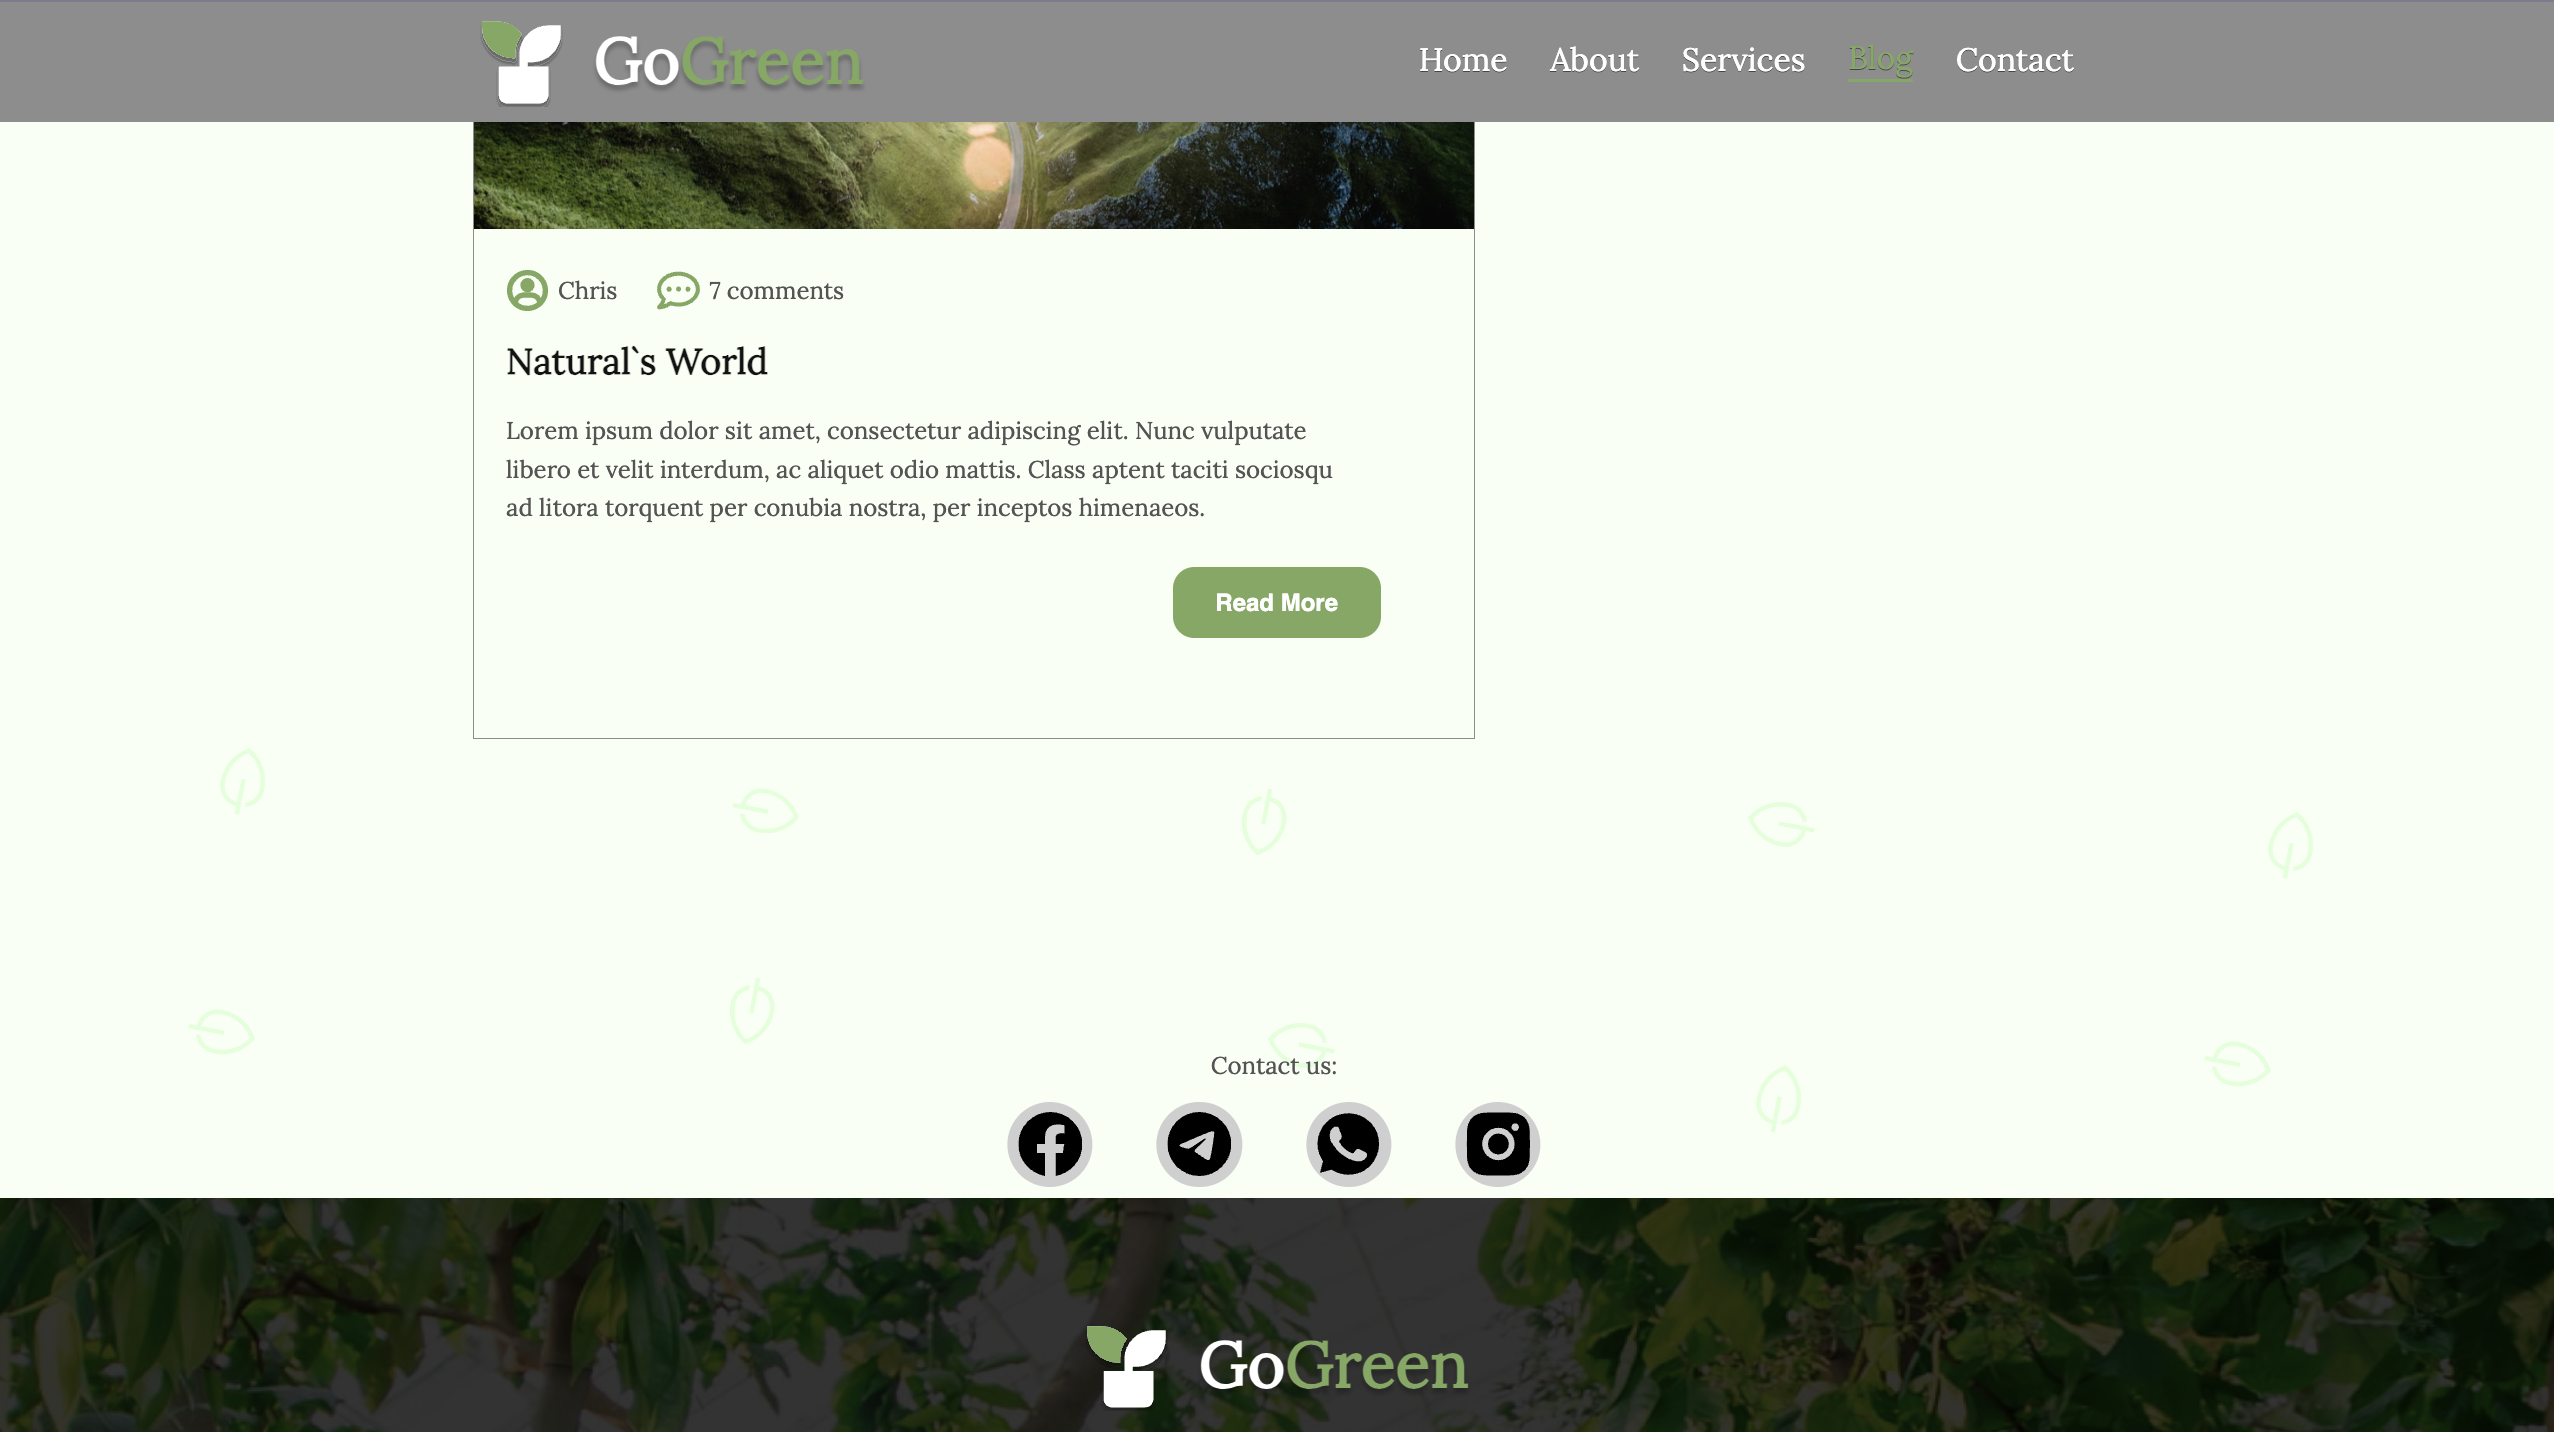 GoGreen
Home About Services Blog Contact
Chris 7 comments
Natural`s World
Lorem ipsum dolor sit amet, consectetur adipiscing elit. Nunc vulputate
libero et velit interdum, ac aliquet odio mattis. Class aptent taciti sociosqu
ad litora torquent per conubia nostra, per inceptos himenaeos.
Read More
Contact us:
GoGreen